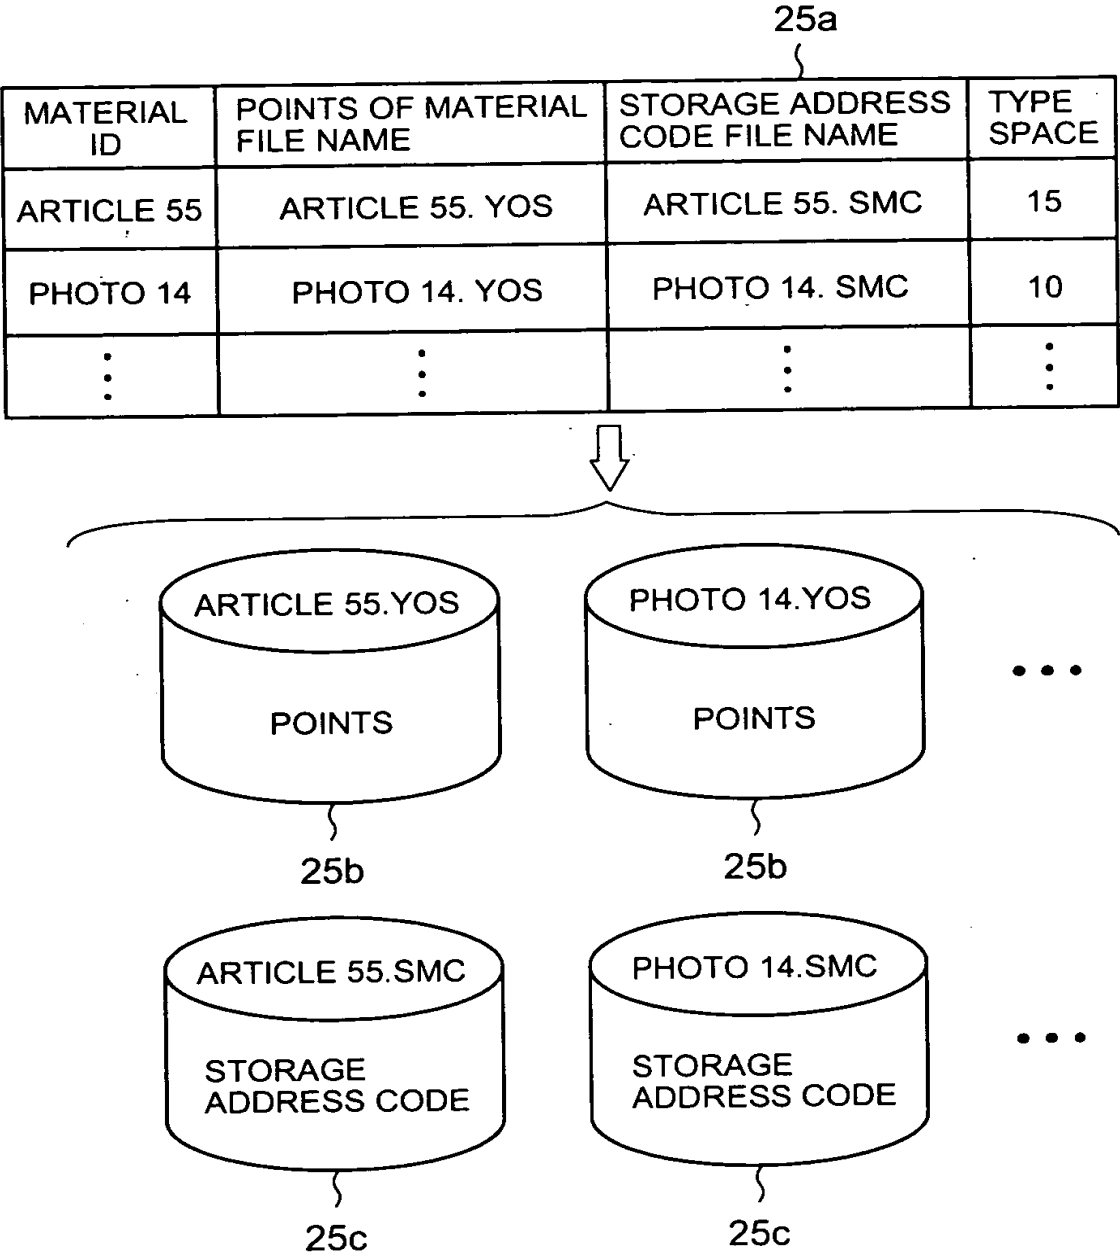 25a
MATERIAL
ID
POINTS OF MATERIAL
FILE NAME
STORAGE ADDRESS
CODE FILE NAME
TYPE
SPACE
ARTICLE 55
ARTICLE 55. YOS
ARTICLE 55. SMC
15
PHOTO 14
PHOTO 14. YOS
PHOTO 14. SMC
10
ARTICLE 55.YOS
PHOTO 14.YOS
POINTS
POINTS
25b
25b
ARTICLE 55.SMC
PHOTO 14.SMC
STORAGE
ADDRESS CODE
STORAGE
ADDRESS CODE
25c
25c